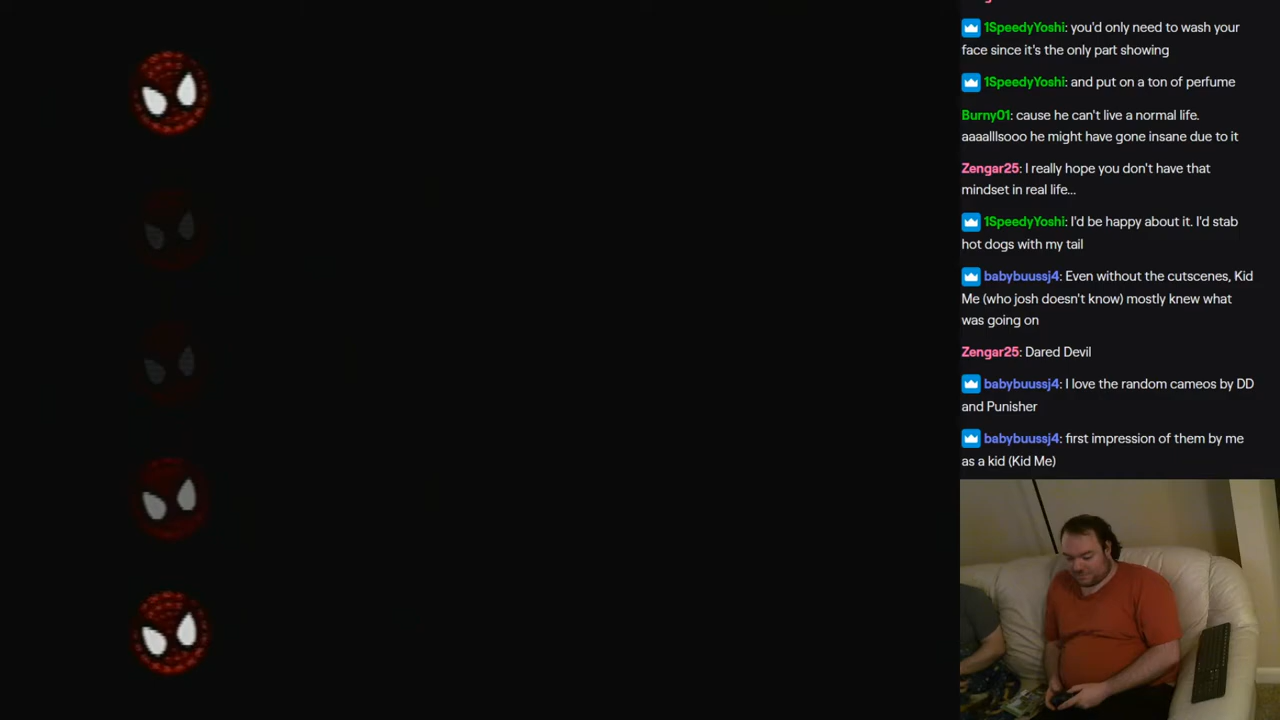 1SpeedyYoshi: you'd only need to wash your
face since it's the only part showing
1SpeedyYoshi: and put on a ton of perfume
Burny01: cause he can't live a normal life.
aaaalllsooo he might have gone insane due to it
Zengar25: I really hope you don't have that
mindset in real life...
1SpeedyYoshi: I'd be happy about it. I'd stab
hot dogs with my tail
babybuussj4: Even without the cutscenes, Kid
Me (who josh doesn't know) mostly knew what
was going on
Zengar25: Dared Devil
babybuussj4: I love the random cameos by DD
and Punisher
babybuussj4: first impression of them by me
as a kid (Kid Me)